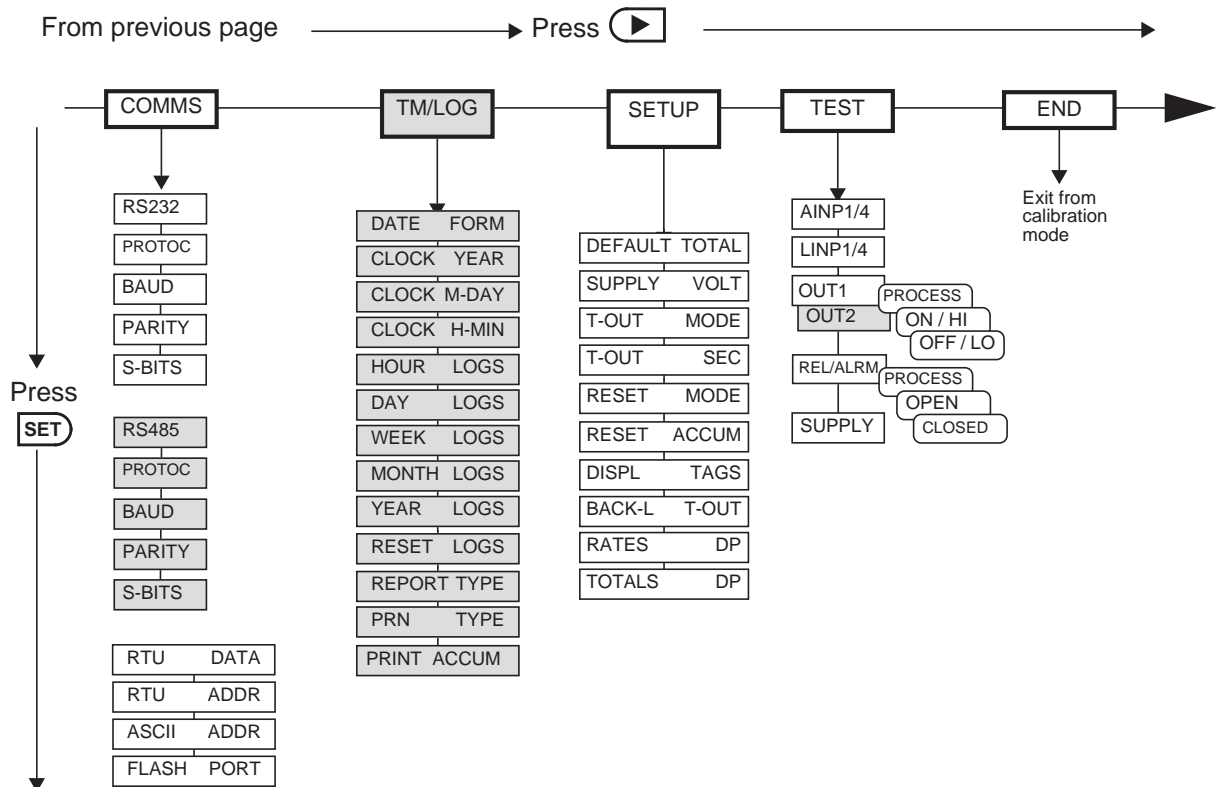 From previous page
Press
COMMS
TM/LOG
SETUP
TEST
END
Press
SET
RS232
PROTOC
BAUD
PARITY
S-BITS
RS485
PROTOC
BAUD
PARITY
S-BITS
RTU DATA
RTU ADDR
ASCII ADDR
FLASH PORT
DATE FORM
CLOCK YEAR
CLOCK M-DAY
CLOCK H-MIN
HOUR LOGS
DAY LOGS
WEEK LOGS
MONTH LOGS
YEAR LOGS
RESET LOGS
REPORT TYPE
PRN TYPE
PRINT ACCUM
DEFAULT TOTAL
SUPPLY VOLT
T-OUT MODE
T-OUT SEC
RESET MODE
RESET ACCUM
DISPL TAGS
BACK-L T-OUT
RATES DP
TOTALS DP
AINP1/4
LINP1/4
OUT1
OUT2
PROCESS
ON / HI
OFF / LO
REL/ALRM
PROCESS
OPEN
CLOSED
SUPPLY
Exit from
calibration
mode